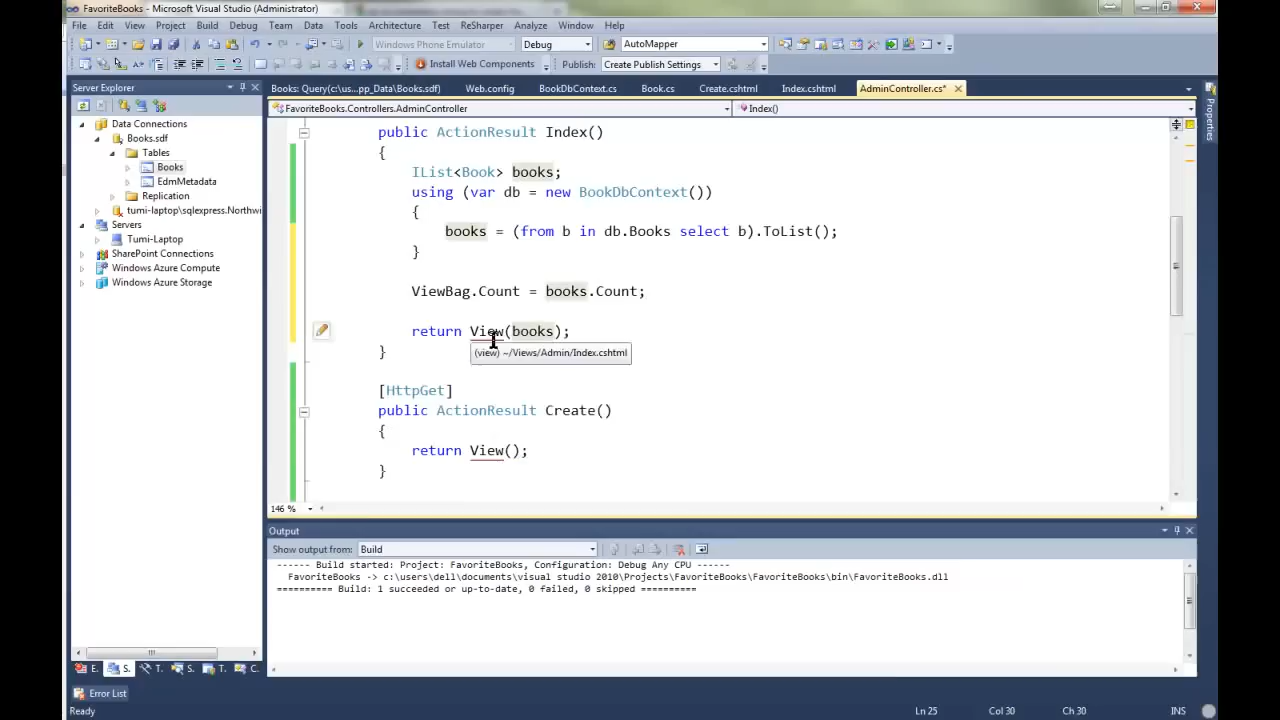 FavoriteBooks - Microsoft Visual Studio (Administrator)
File Edit View Project Build Debug Team Data Tools Architecture Test ReSharper Analyze Window Help
Windows Phone Emulator Debug AutoMapper
Install Web Components Publish: Create Publish Settings
Server Explorer
Books: Query(c:\us...pp_Data\Books.sdf) Web.config BookDbContext.cs Book.cs Create.cshtml Index.cshtml AdminController.cs*
FavoriteBooks.Controllers.AdminController Index()
Properties
Data Connections
Books.sdf
Tables
Books
EdmMetadata
Replication
tumi-laptop\sqlexpress.Northwi
Servers
Tumi-Laptop
SharePoint Connections
Windows Azure Compute
Windows Azure Storage
public ActionResult Index()
{
IList<Book> books;
using (var db = new BookDbContext())
{
books = (from b in db.Books select b).ToList();
}
ViewBag.Count = books.Count;
return View(books);
(view) ~/Views/Admin/Index.cshtml
}
[HttpGet]
public ActionResult Create()
{
return View();
}
146 %
Output
Show output from: Build
------ Build started: Project: FavoriteBooks, Configuration: Debug Any CPU ------
FavoriteBooks -> c:\users\dell\documents\visual studio 2010\Projects\FavoriteBooks\FavoriteBooks\bin\FavoriteBooks.dll
========== Build: 1 succeeded or up-to-date, 0 failed, 0 skipped ==========
E. S. T. S. T. C.
Error List
Ready Ln 25 Col 30 Ch 30 INS